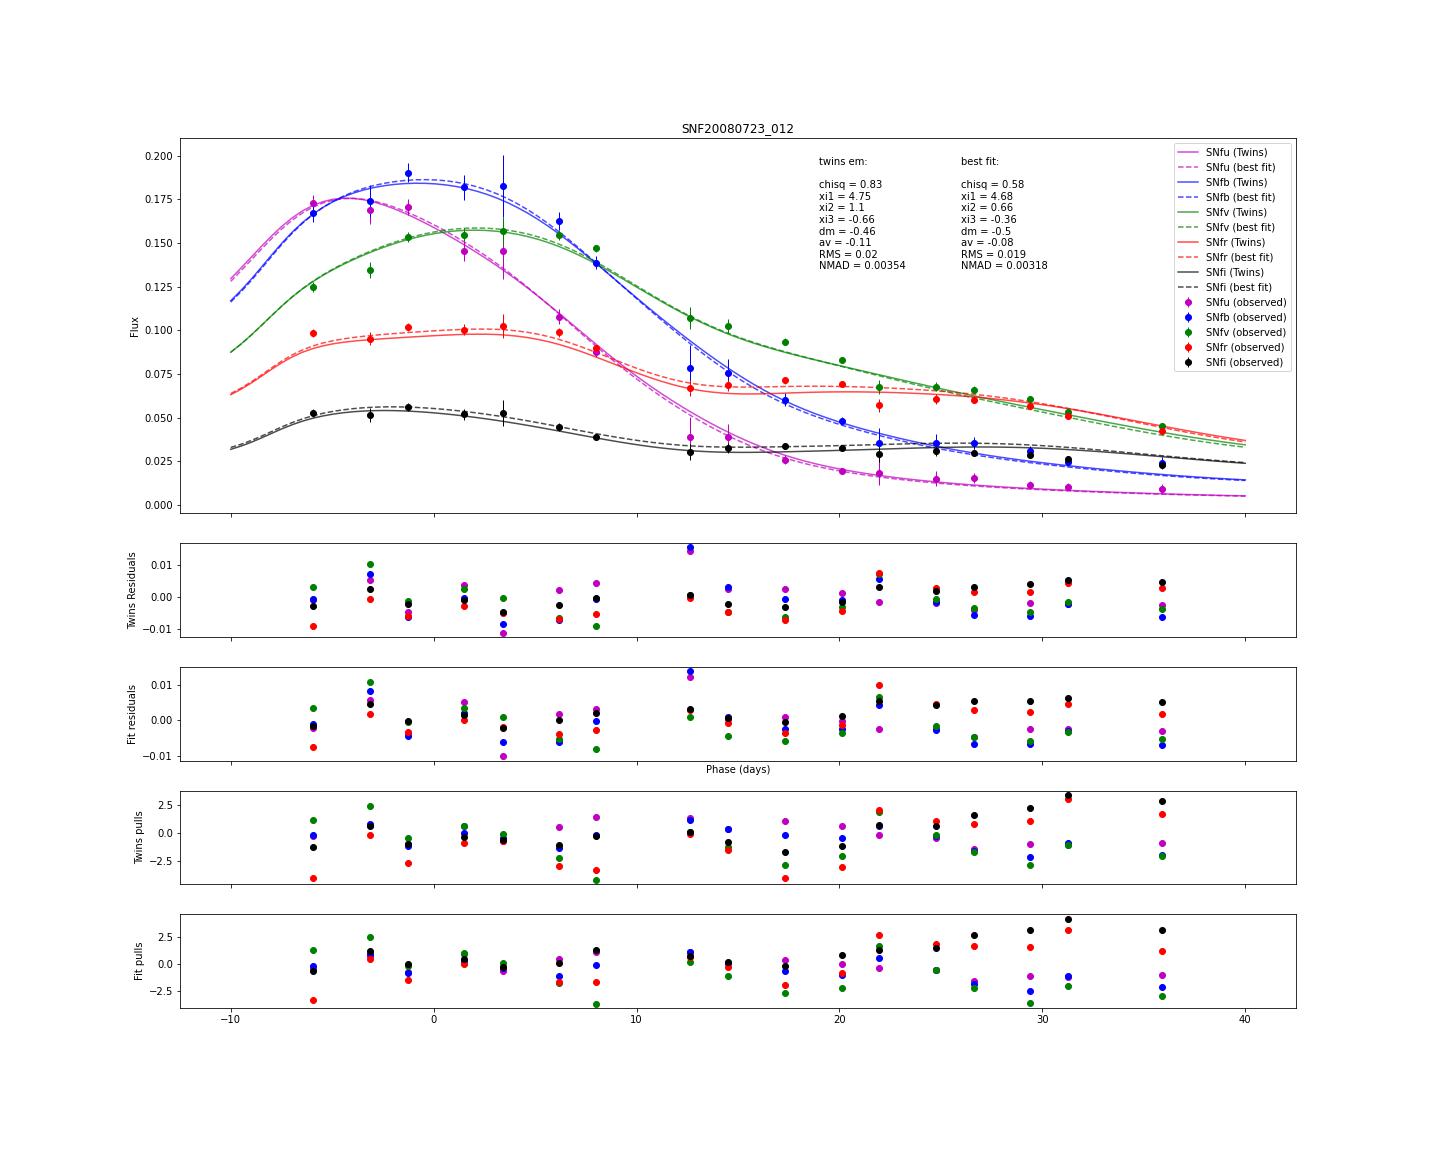 SNF20080723_012
Flux
0.200
0.175
0.150
0.125
0.100
0.075
0.050
0.025
0.000
twins em:
chisq = 0.83
xi1 = 4.75
xi2 = 1.1
xi3 = -0.66
dm = -0.46
av = -0.11
RMS = 0.02
NMAD = 0.00354
best fit:
chisq = 0.58
xi1 = 4.68
xi2 = 0.66
xi3 = -0.36
dm = -0.5
av = -0.08
RMS = 0.019
NMAD = 0.00318
SNfu (Twins)
SNfu (best fit)
SNfb (Twins)
SNfb (best fit)
SNfv (Twins)
SNfv (best fit)
SNfr (Twins)
SNfr (best fit)
SNfi (Twins)
SNfi (best fit)
SNfu (observed)
SNfb (observed)
SNfv (observed)
SNfr (observed)
SNfi (observed)
Twins Residuals
0.01
0.00
−0.01
Fit residuals
0.01
0.00
−0.01
Phase (days)
Twins pulls
2.5
0.0
−2.5
Fit pulls
2.5
0.0
−2.5
−10 0 10 20 30 40